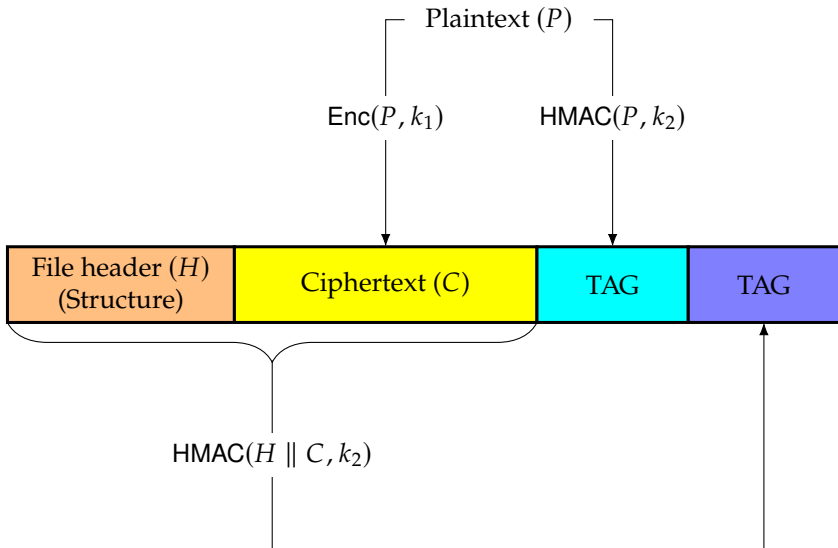 Plaintext (P)
Enc(P, k₁)
HMAC(P, k₂)
File header (H)
(Structure)
Ciphertext (C)
TAG
TAG
HMAC(H ∥ C, k₂)